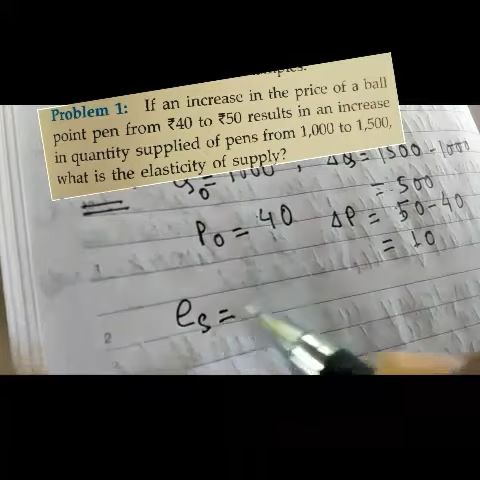 Problem 1: If an increase in the price of a ball
point pen from ₹40 to ₹50 results in an increase
in quantity supplied of pens from 1,000 to 1,500,
what is the elasticity of supply?
= 1000 , ΔQ = 1500 - 1000
= 500
P₀ = 40 ΔP = 50 - 40
= 10
eₛ =
2